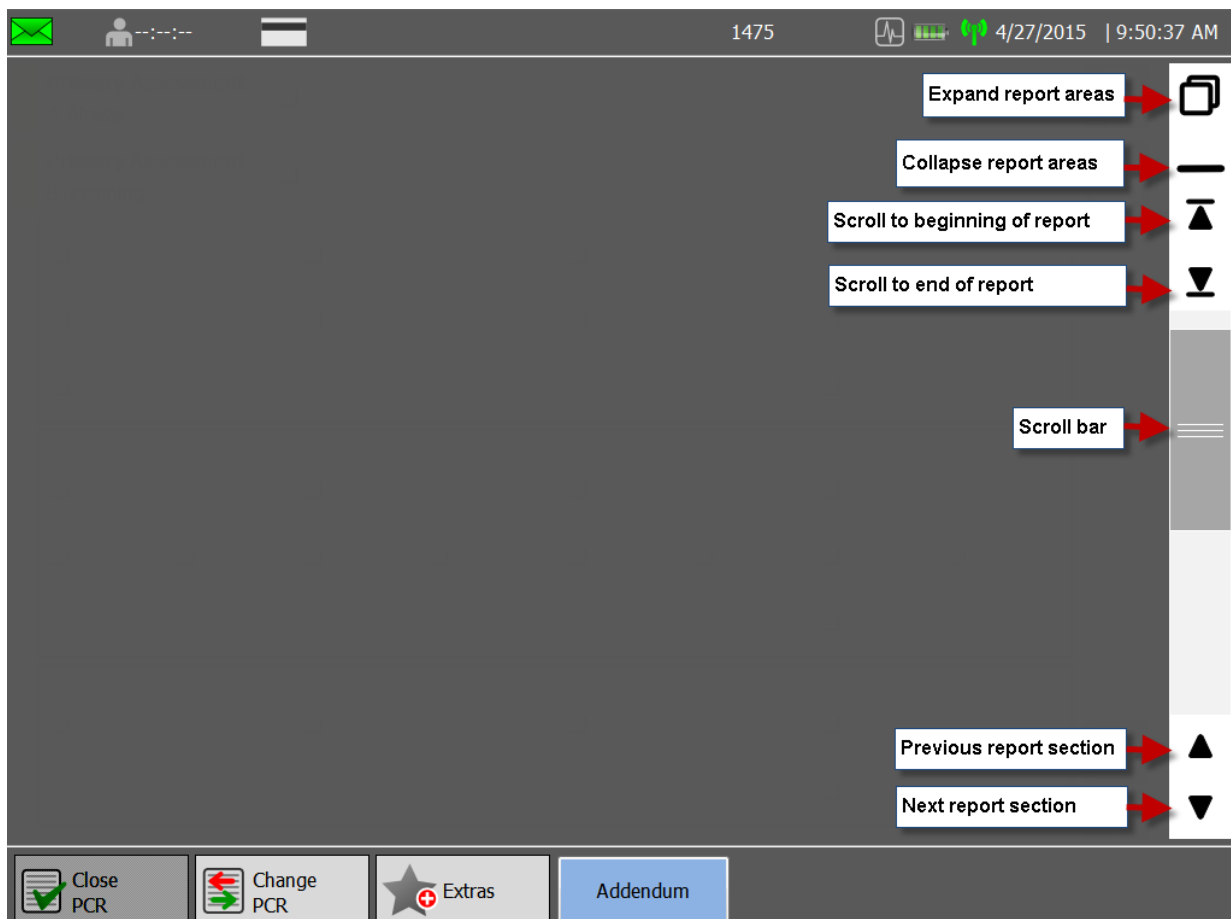 --:--:-- 1475 4/27/2015 | 9:50:37 AM
Expand report areas
Collapse report areas
Scroll to beginning of report
Scroll to end of report
Scroll bar
Previous report section
Next report section
Close PCR
Change PCR
Extras
Addendum